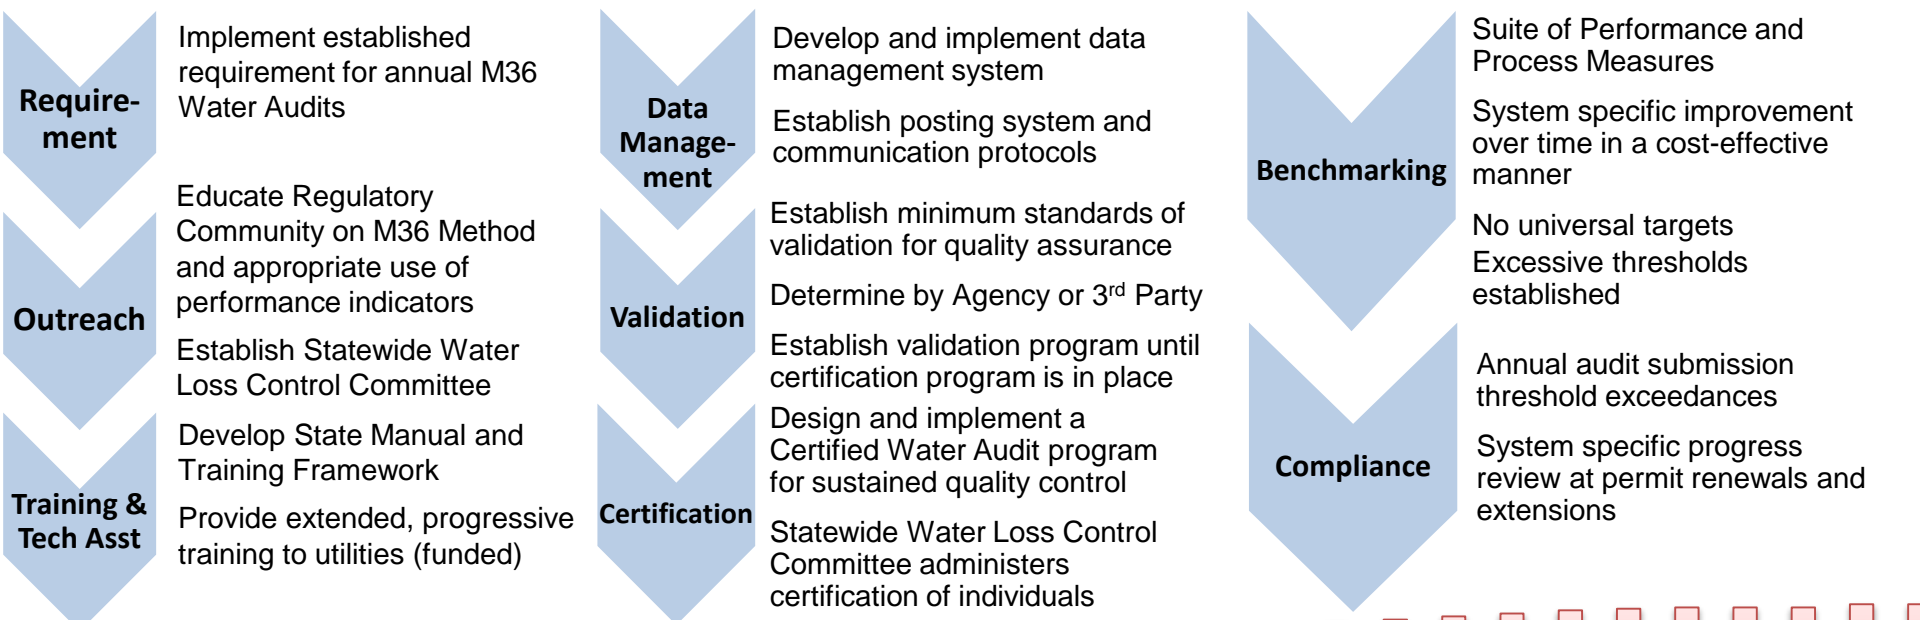 Require-
ment
Implement established
requirement for annual M36
Water Audits
Outreach
Educate Regulatory
Community on M36 Method
and appropriate use of
performance indicators
Establish Statewide Water
Loss Control Committee
Training &
Tech Asst
Develop State Manual and
Training Framework
Provide extended, progressive
training to utilities (funded)
Data
Manage-
ment
Develop and implement data
management system
Establish posting system and
communication protocols
Validation
Establish minimum standards of
validation for quality assurance
Determine by Agency or 3rd Party
Establish validation program until
certification program is in place
Certification
Design and implement a
Certified Water Audit program
for sustained quality control
Statewide Water Loss Control
Committee administers
certification of individuals
Benchmarking
Suite of Performance and
Process Measures
System specific improvement
over time in a cost-effective
manner
No universal targets
Excessive thresholds
established
Compliance
Annual audit submission
threshold exceedances
System specific progress
review at permit renewals and
extensions